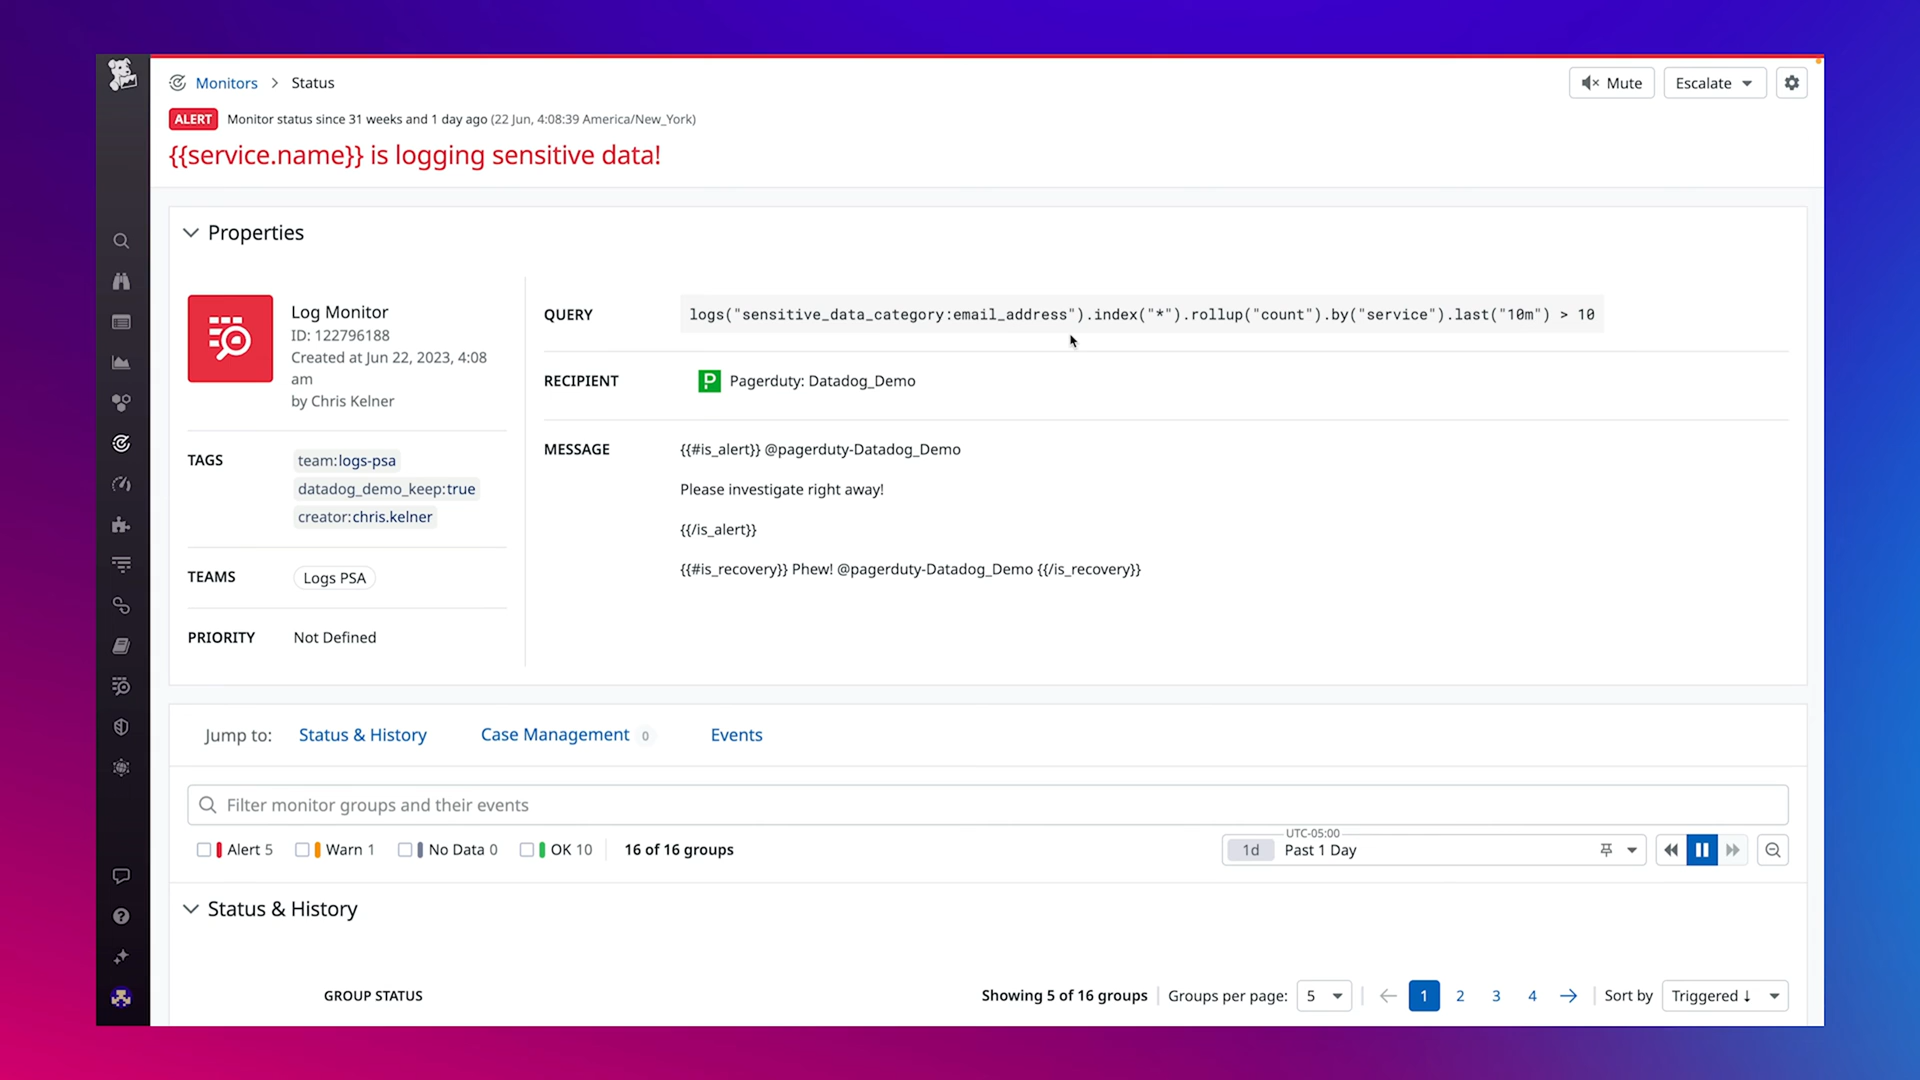 Monitors > Status
Mute
Escalate
ALERT Monitor status since 31 weeks and 1 day ago (22 Jun, 4:08:39 America/New_York)
{{service.name}} is logging sensitive data!
Properties
Log Monitor
ID: 122796188
Created at Jun 22, 2023, 4:08
am
by Chris Kelner
TAGS
team:logs-psa
datadog_demo_keep:true
creator:chris.kelner
TEAMS
Logs PSA
PRIORITY
Not Defined
QUERY
logs("sensitive_data_category:email_address").index("*").rollup("count").by("service").last("10m") > 10
RECIPIENT
P Pagerduty: Datadog_Demo
MESSAGE
{{#is_alert}} @pagerduty-Datadog_Demo
Please investigate right away!
{{/is_alert}}
{{#is_recovery}} Phew! @pagerduty-Datadog_Demo {{/is_recovery}}
Jump to: Status & History Case Management 0 Events
Filter monitor groups and their events
Alert 5 Warn 1 No Data 0 OK 10 16 of 16 groups
UTC-05:00
1d Past 1 Day
Status & History
GROUP STATUS
Showing 5 of 16 groups Groups per page: 5 ← 1 2 3 4 → Sort by Triggered ↓